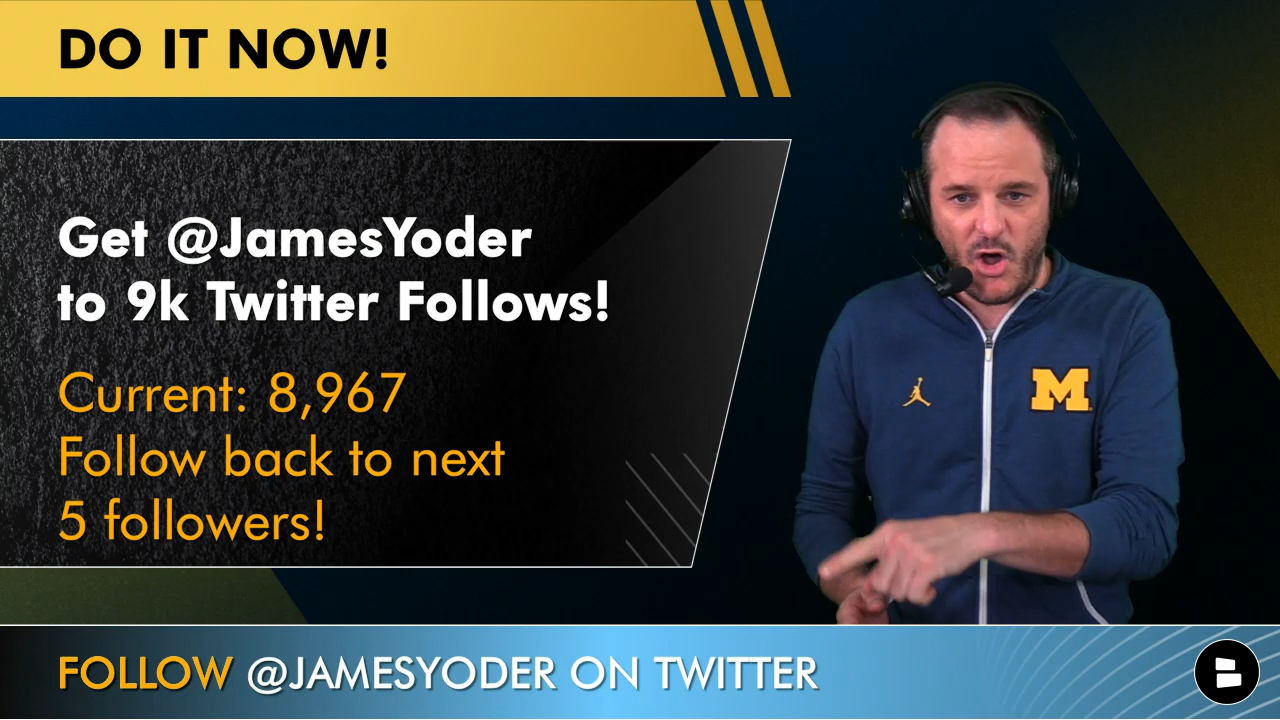 DO IT NOW!
Get @JamesYoder
to 9k Twitter Follows!
Current: 8,967
Follow back to next
5 followers!
M
FOLLOW @JAMESYODER ON TWITTER